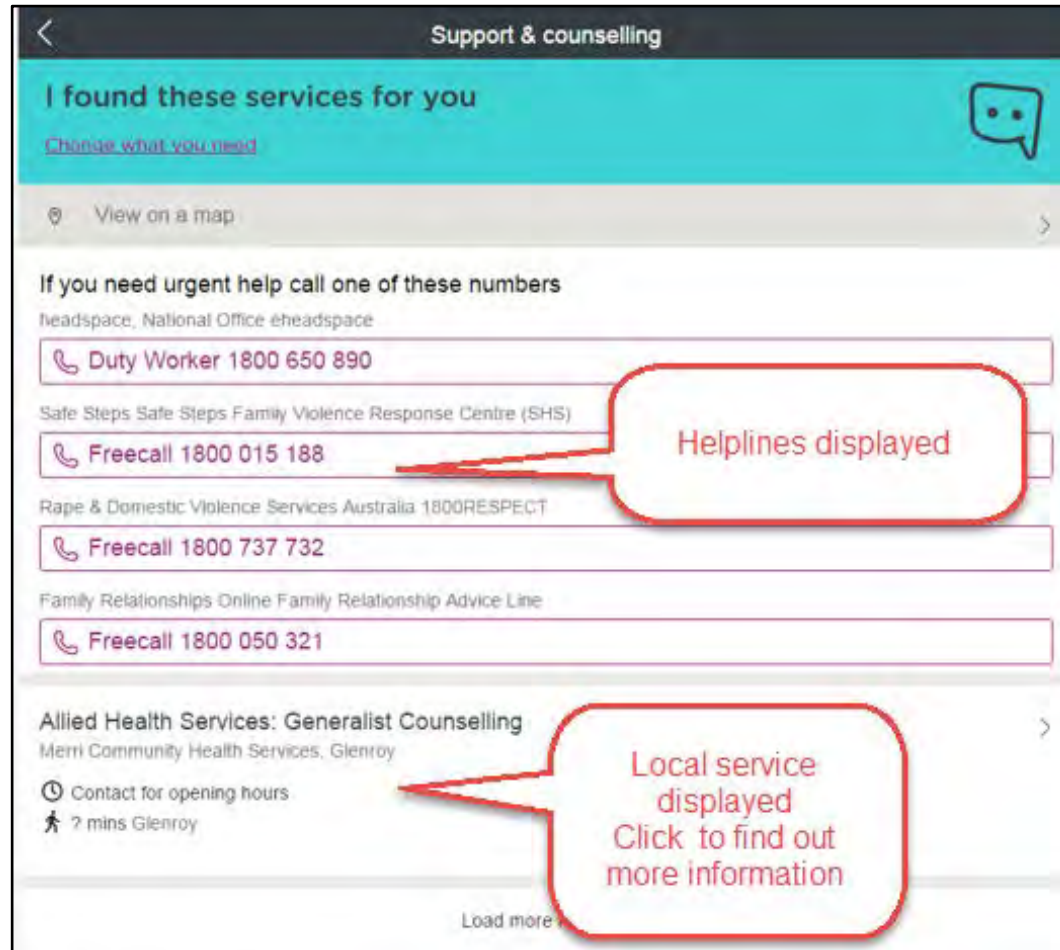 Support & counselling
I found these services for you
Change what you need
View on a map
If you need urgent help call one of these numbers
headspace, National Office eheadspace
Duty Worker 1800 650 890
Safe Steps Safe Steps Family Violence Response Centre (SHS)
Freecall 1800 015 188
Helplines displayed
Rape & Domestic Violence Services Australia 1800RESPECT
Freecall 1800 737 732
Family Relationships Online Family Relationship Advice Line
Freecall 1800 050 321
Allied Health Services: Generalist Counselling
Merri Community Health Services, Glenroy
Contact for opening hours
? mins Glenroy
Local service
displayed
Click to find out
more information
Load more